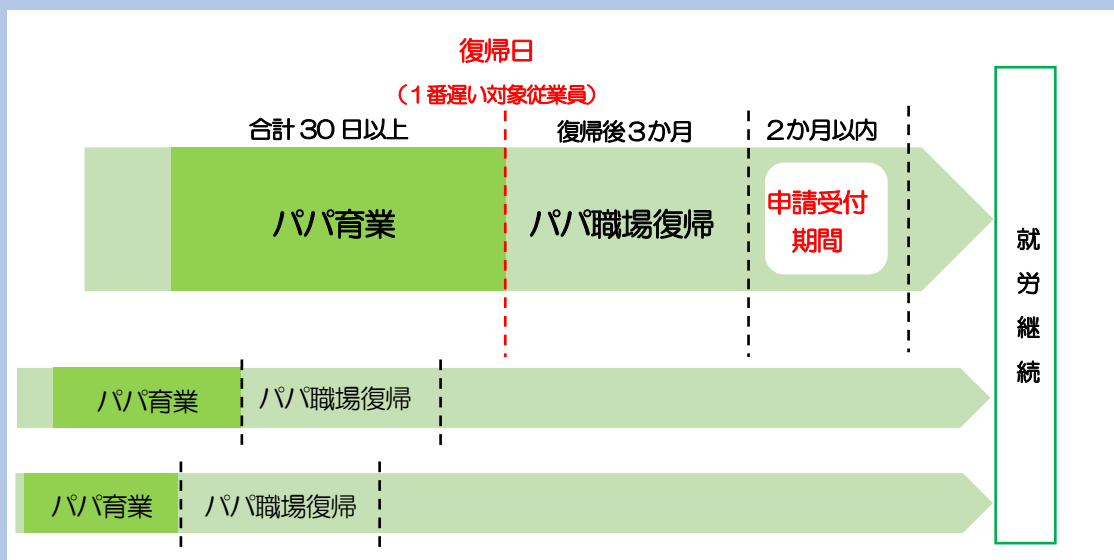 復帰日
（１番遅い対象従業員）
合計 30 日以上
復帰後３か月
２か月以内
パパ育業
パパ職場復帰
申請受付
期間
就
労
継
続
パパ育業
パパ職場復帰
パパ育業
パパ職場復帰